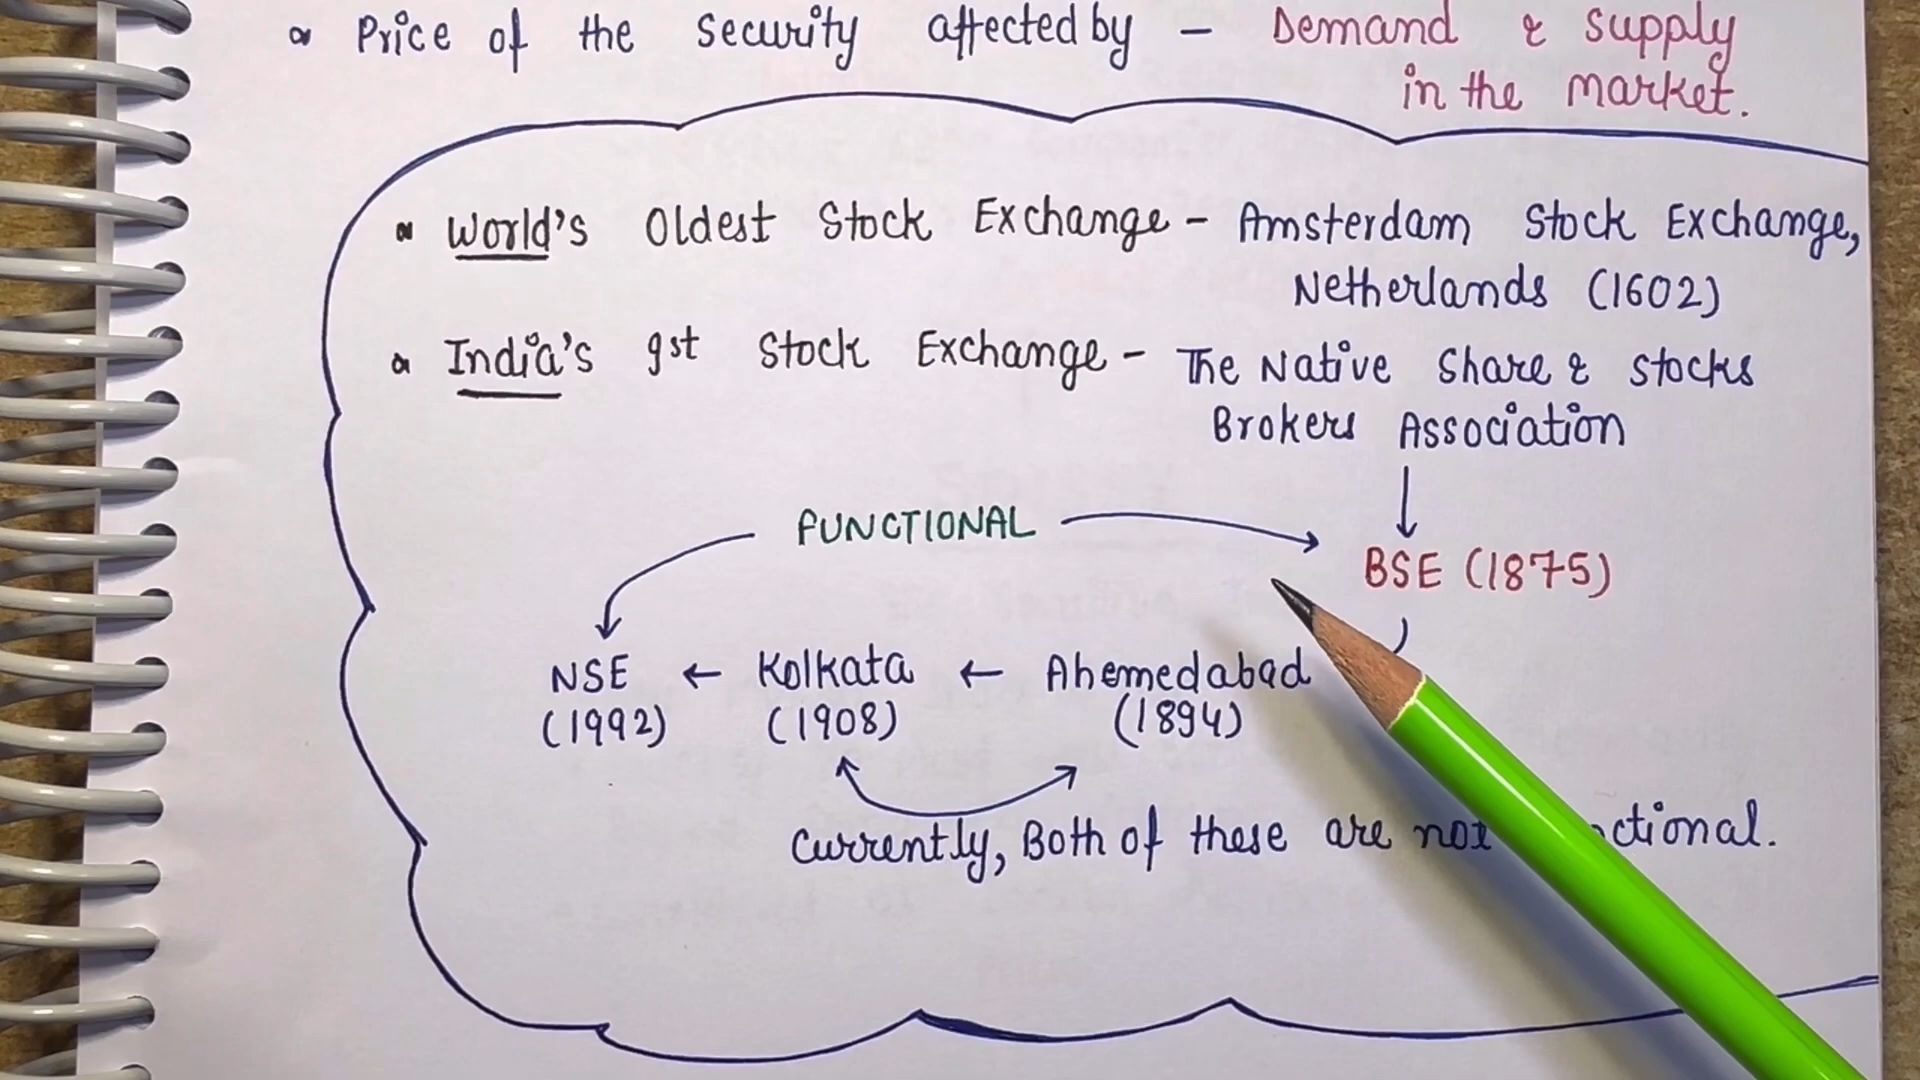 Price of the security affected by - Demand & supply
in the market.
World's Oldest Stock Exchange - Amsterdam Stock Exchange,
Netherlands (1602)
India's Ist Stock Exchange - The Native Share & stocks
Brokers Association
FUNCTIONAL
BSE (1875)
NSE ← Kolkata ← Ahemedabad
(1992) (1908) (1894)
Currently, Both of these are not